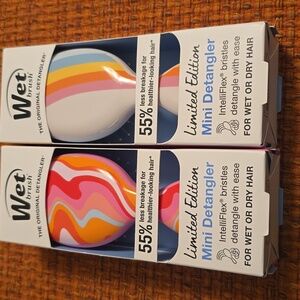 Wet
brush
THE ORIGINAL DETANGLER™
55% less breakage for
healthier-looking hair*
Limited Edition
Mini Detangler
IntelliFlex® bristles
detangle with ease
FOR WET OR DRY HAIR
Wet
brush
THE ORIGINAL DETANGLER™
55% less breakage for
healthier-looking hair*
Limited Edition
Mini Detangler
IntelliFlex® bristles
detangle with ease
FOR WET OR DRY HAIR